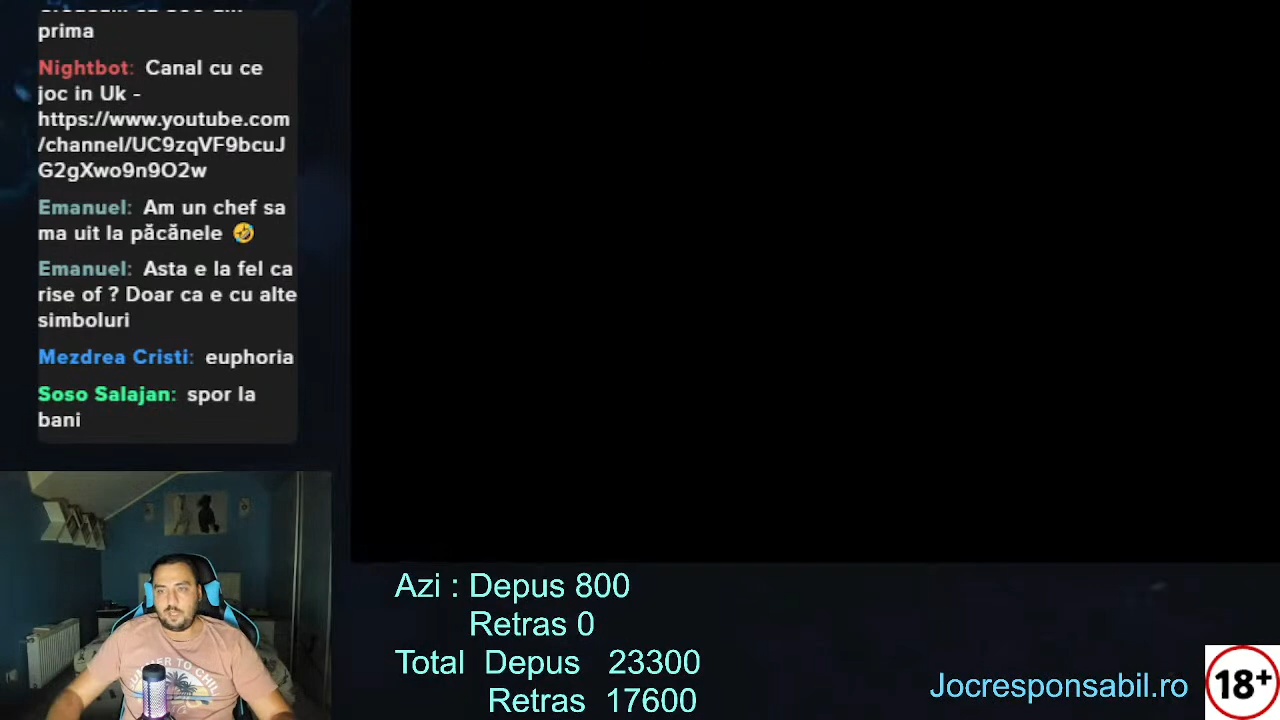 prima
Nightbot: Canal cu ce
joc in Uk -
https://www.youtube.com
/channel/UC9zqVF9bcuJ
G2gXwo9n9O2w
Emanuel: Am un chef sa
ma uit la păcănele 🤣
Emanuel: Asta e la fel ca
rise of ? Doar ca e cu alte
simboluri
Mezdrea Cristi: euphoria
Soso Salajan: spor la
bani
Azi : Depus 800
Retras 0
Total Depus 23300
Retras 17600
Jocresponsabil.ro
18+